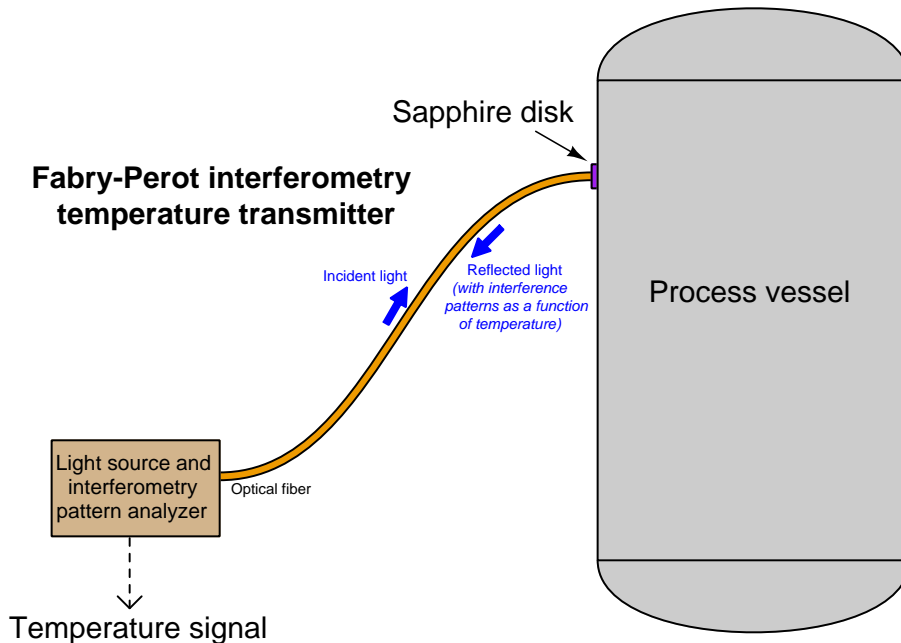 Sapphire disk
Fabry-Perot interferometry
temperature transmitter
Incident light
Reflected light
(with interference
patterns as a function
of temperature)
Process vessel
Light source and
interferometry
pattern analyzer
Optical fiber
Temperature signal